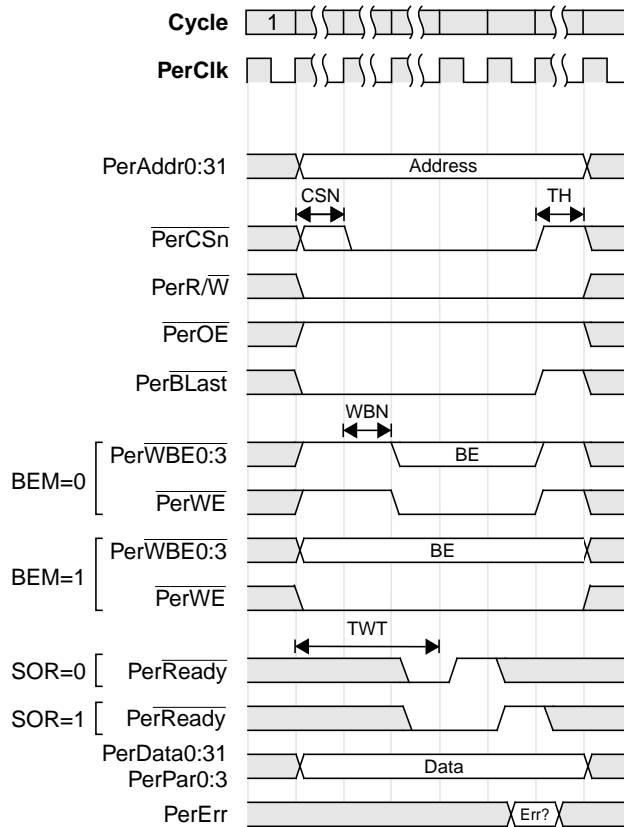 Cycle 1
PerClk
PerAddr0:31 Address
CSN TH
PerCSn
PerR/W
PerOE
PerBLast
WBN
BEM=0 PerWBE0:3 BE
PerWE
BEM=1 PerWBE0:3 BE
PerWE
TWT
SOR=0 PerReady
SOR=1 PerReady
PerData0:31 Data
PerPar0:3
PerErr Err?